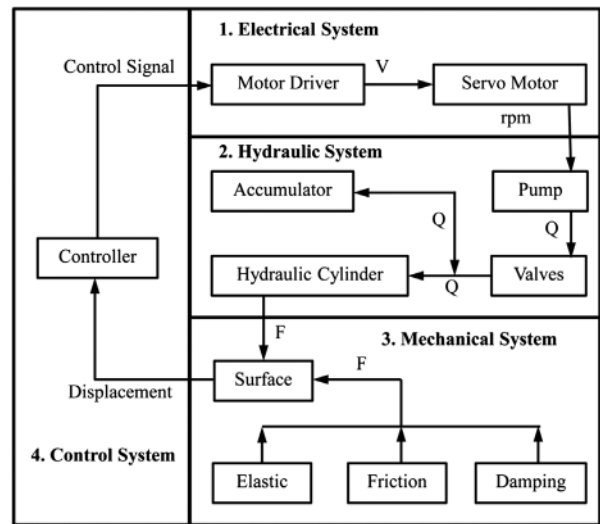 1. Electrical System
Control Signal
V
Motor Driver
Servo Motor
rpm
2. Hydraulic System
Accumulator
Pump
Q
Q
Controller
Hydraulic Cylinder
Q
Valves
F
3. Mechanical System
F
Surface
Displacement
4. Control System
Elastic
Friction
Damping